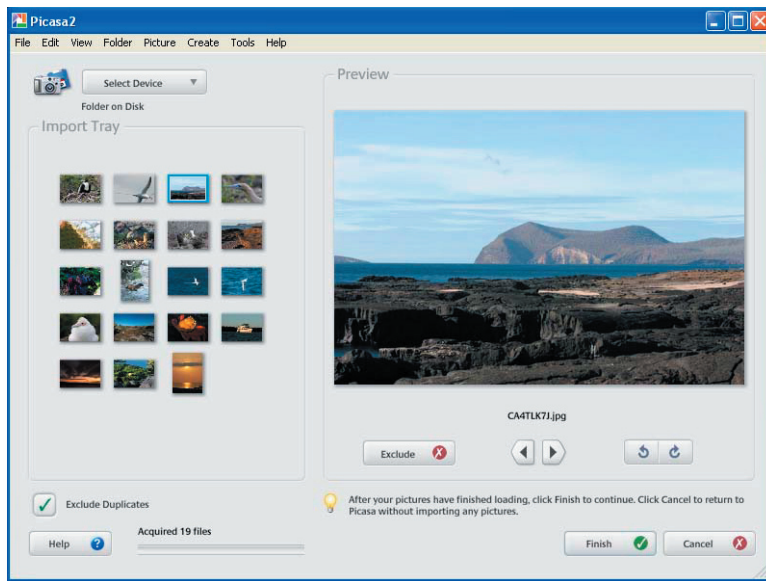 Picasa2
File Edit View Folder Picture Create Tools Help
Select Device
Folder on Disk
Import Tray
Preview
CA4TLK7J.jpg
Exclude
Exclude Duplicates
After your pictures have finished loading, click Finish to continue. Click Cancel to return to
Picasa without importing any pictures.
Help
Acquired 19 files
Finish
Cancel